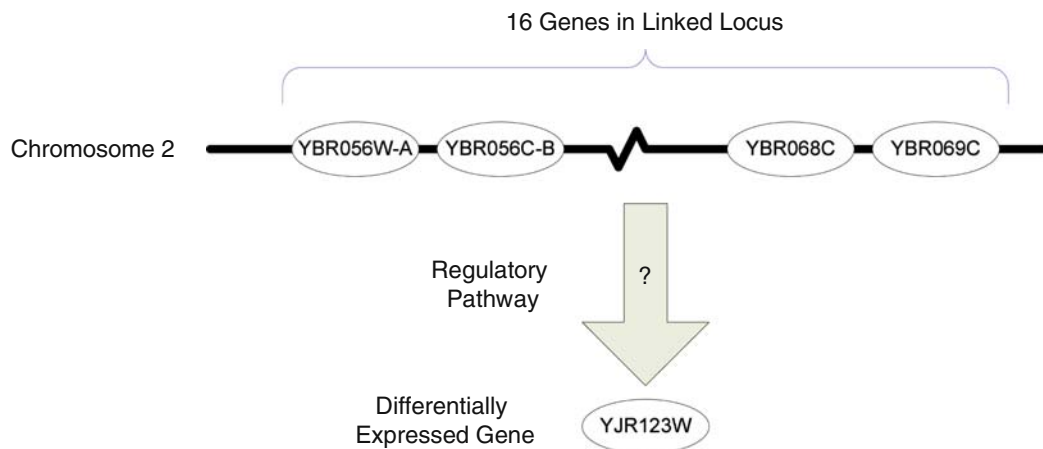 16 Genes in Linked Locus
Chromosome 2
YBR056W-A
YBR056C-B
YBR068C
YBR069C
Regulatory
Pathway
?
Differentially
Expressed Gene
YJR123W